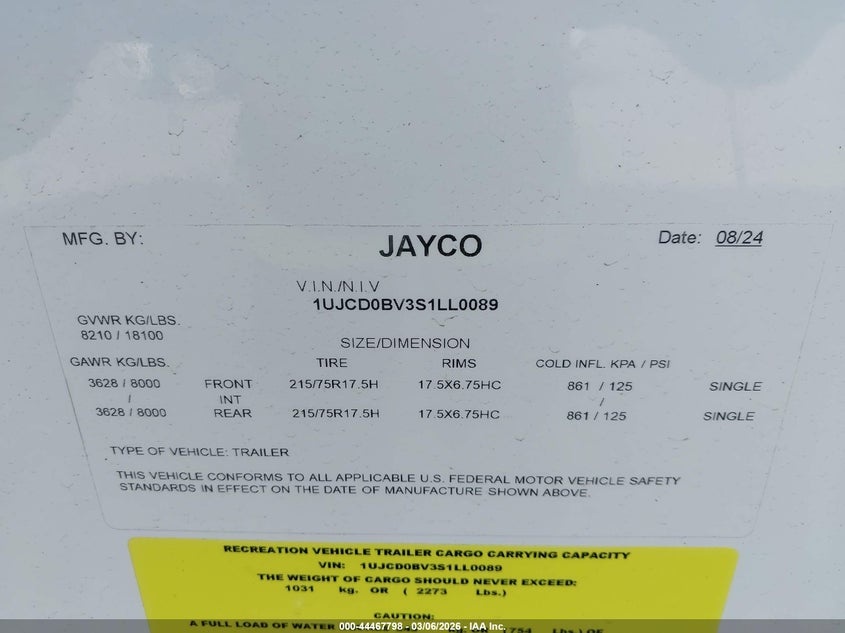 MFG. BY: JAYCO Date: 08/24
V.I.N./N.I.V
1UJCD0BV3S1LL0089
GVWR KG/LBS.
8210 / 18100
SIZE/DIMENSION
GAWR KG/LBS. TIRE RIMS COLD INFL. KPA / PSI
3628 / 8000 FRONT 215/75R17.5H 17.5X6.75HC 861 / 125 SINGLE
/ INT /
3628 / 8000 REAR 215/75R17.5H 17.5X6.75HC 861 / 125 SINGLE
TYPE OF VEHICLE: TRAILER
THIS VEHICLE CONFORMS TO ALL APPLICABLE U.S. FEDERAL MOTOR VEHICLE SAFETY
STANDARDS IN EFFECT ON THE DATE OF MANUFACTURE SHOWN ABOVE.
RECREATION VEHICLE TRAILER CARGO CARRYING CAPACITY
VIN: 1UJCD0BV3S1LL0089
THE WEIGHT OF CARGO SHOULD NEVER EXCEED:
1031 kg. OR ( 2273 Lbs.)
CAUTION:
A FULL LOAD OF WATER kg. OR ( 754 Lbs.) OF
000-44467798 - 03/06/2026 - IAA Inc.